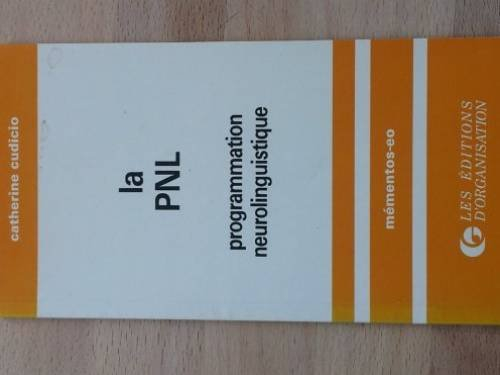 catherine cudicio
la
PNL
programmation
neurolinguistique
mémentos-eo
LES ÉDITIONS
D'ORGANISATION